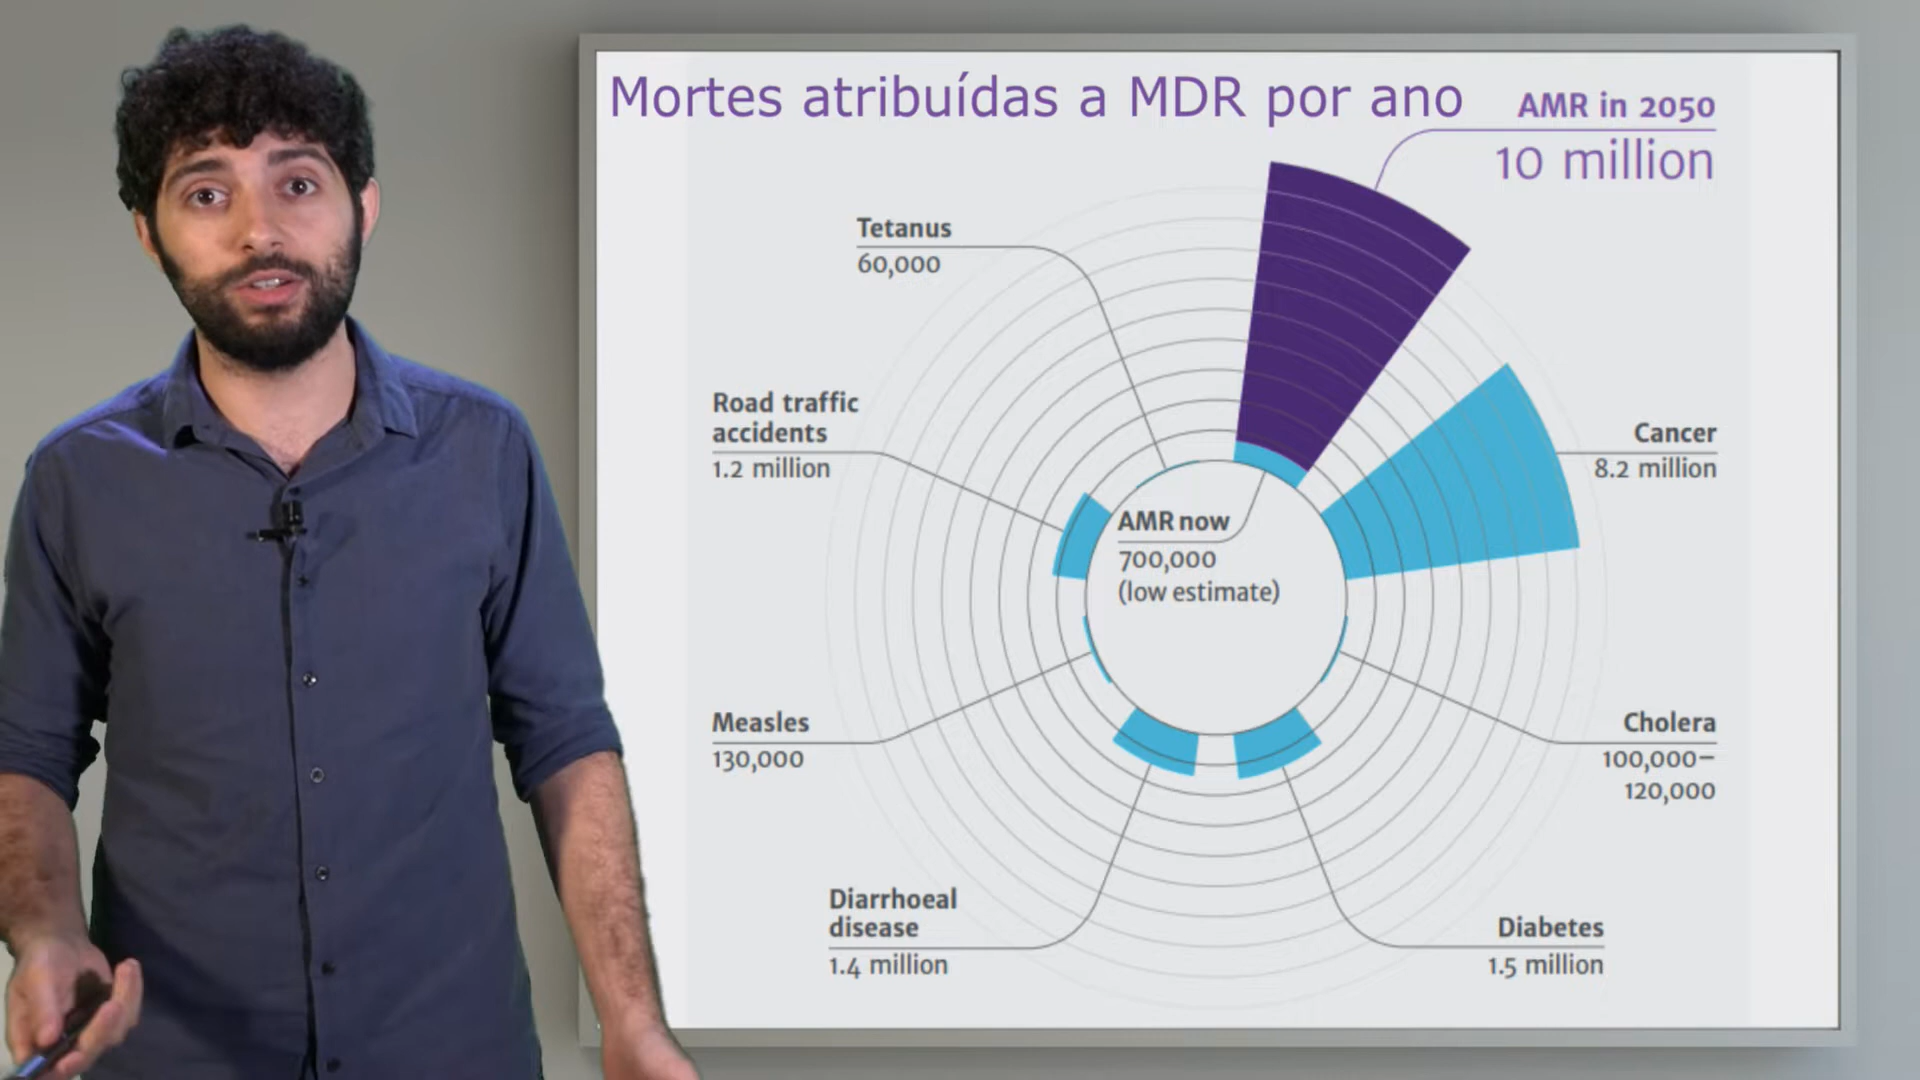 Mortes atribuídas a MDR por ano
AMR in 2050
10 million
Tetanus
60,000
Road traffic
accidents
1.2 million
Cancer
8.2 million
AMR now
700,000
(low estimate)
Measles
130,000
Cholera
100,000–
120,000
Diarrhoeal
disease
1.4 million
Diabetes
1.5 million